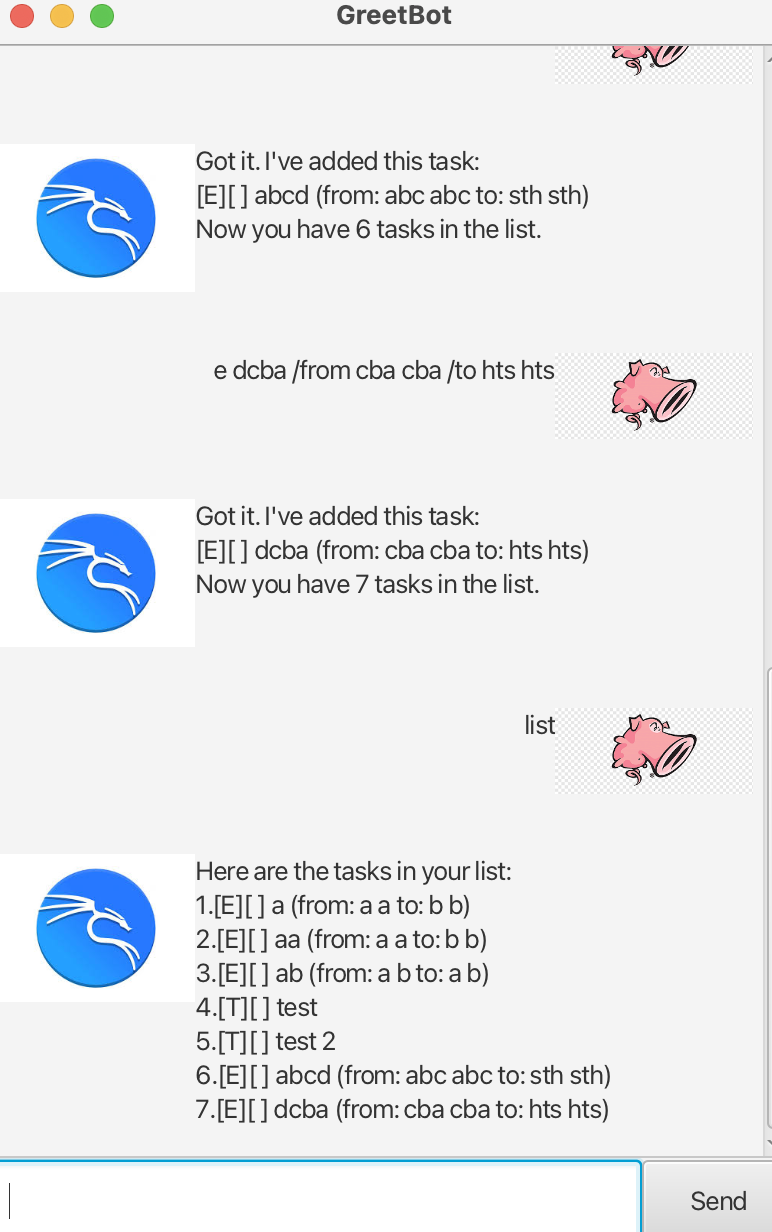 GreetBot
Got it. I've added this task:
[E][ ] abcd (from: abc abc to: sth sth)
Now you have 6 tasks in the list.
e dcba /from cba cba /to hts hts
Got it. I've added this task:
[E][ ] dcba (from: cba cba to: hts hts)
Now you have 7 tasks in the list.
list
Here are the tasks in your list:
1.[E][ ] a (from: a a to: b b)
2.[E][ ] aa (from: a a to: b b)
3.[E][ ] ab (from: a b to: a b)
4.[T][ ] test
5.[T][ ] test 2
6.[E][ ] abcd (from: abc abc to: sth sth)
7.[E][ ] dcba (from: cba cba to: hts hts)
Send